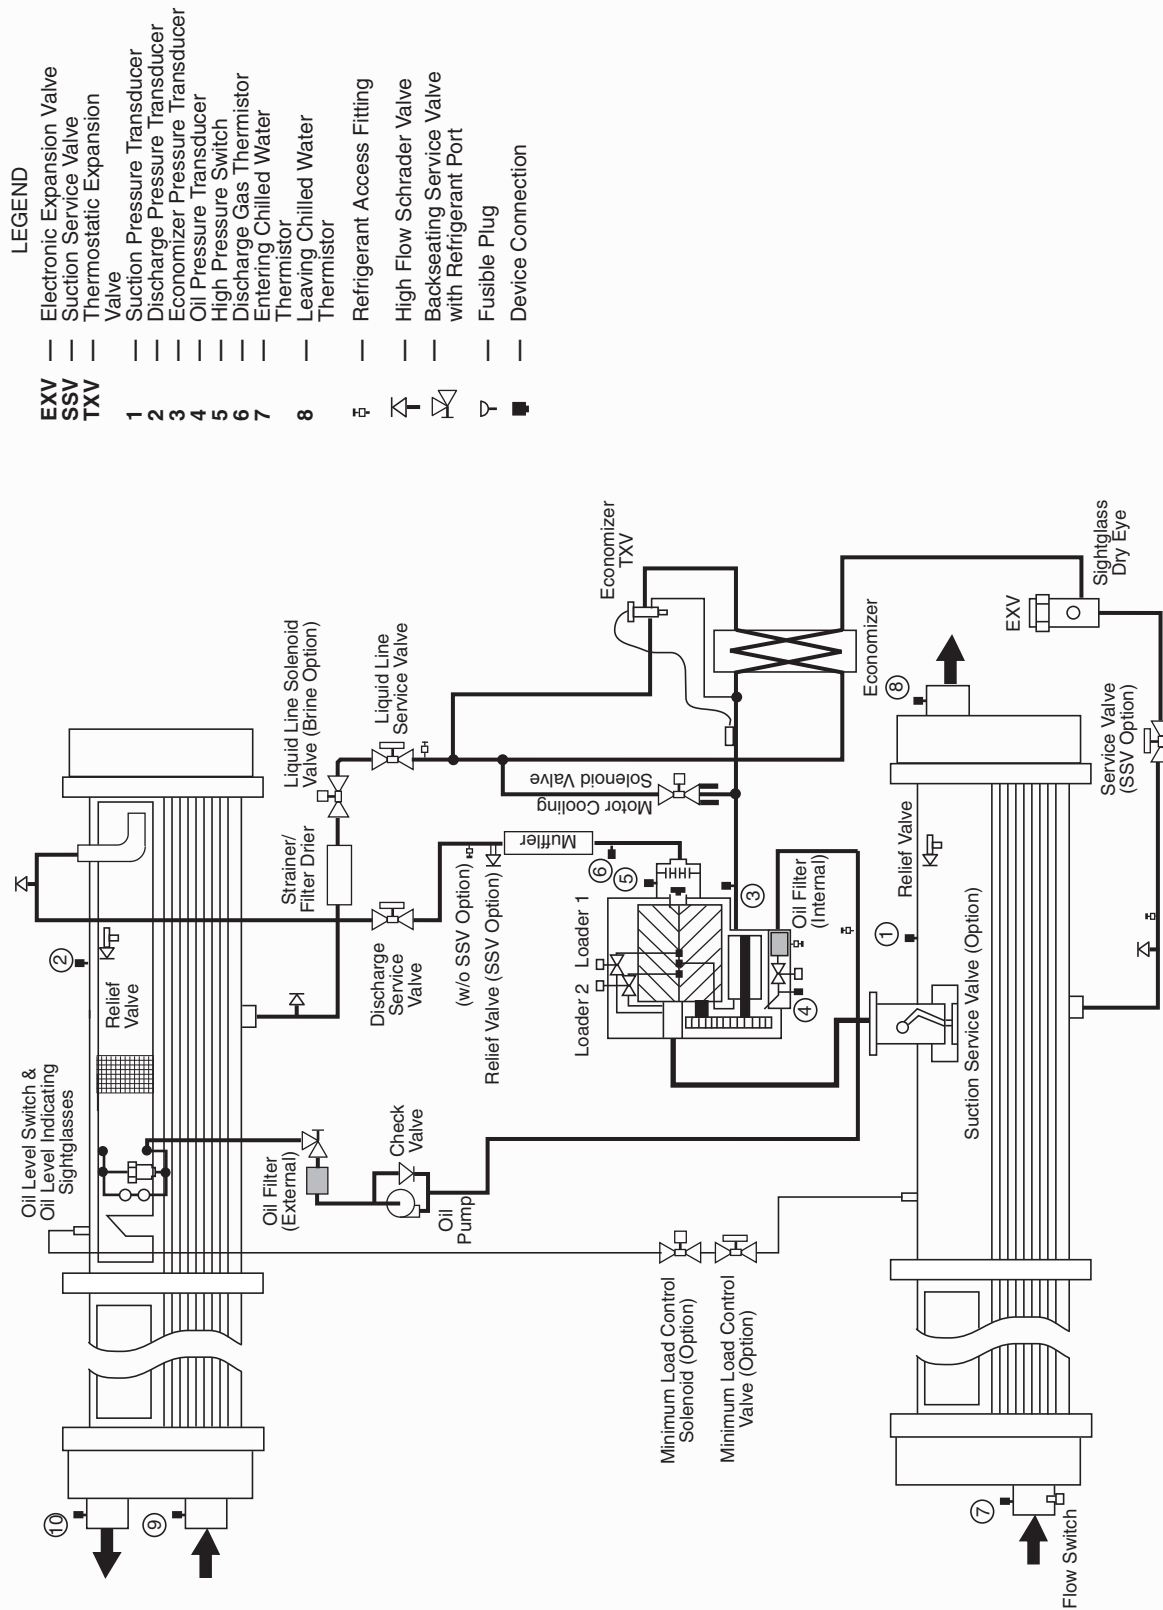 LEGEND
EXV — Electronic Expansion Valve
SSV — Suction Service Valve
TXV — Thermostatic Expansion
Valve
1 — Suction Pressure Transducer
2 — Discharge Pressure Transducer
3 — Economizer Pressure Transducer
4 — Oil Pressure Transducer
5 — High Pressure Switch
6 — Discharge Gas Thermistor
7 — Entering Chilled Water
Thermistor
8 — Leaving Chilled Water
Thermistor
— Refrigerant Access Fitting
— High Flow Schrader Valve
— Backseating Service Valve
with Refrigerant Port
— Fusible Plug
— Device Connection
10
9
Oil Level Switch &
Oil Level Indicating
Sightglasses
2
Relief
Valve
Strainer/
Filter Drier
Liquid Line Solenoid
Valve (Brine Option)
Liquid Line
Service Valve
Economizer
TXV
Oil Filter
(External)
Oil
Pump
Check
Valve
Discharge
Service
Valve
(w/o SSV Option)
Relief Valve (SSV Option)
Muffler
Motor Cooling
Solenoid Valve
Loader 2
Loader 1
6
5
3
4
Oil Filter
(Internal)
Economizer
Minimum Load Control
Solenoid (Option)
Minimum Load Control
Valve (Option)
1
Relief Valve
8
Suction Service Valve (Option)
EXV
Sightglass
Dry Eye
Service Valve
(SSV Option)
7
Flow Switch